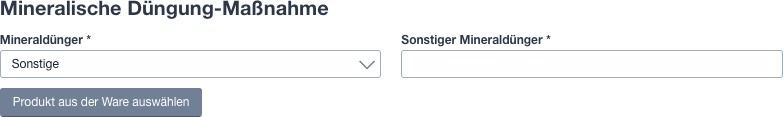 Mineralische Düngung-Maßnahme
Mineraldünger *
Sonstiger Mineraldünger *
Sonstige
Produkt aus der Ware auswählen